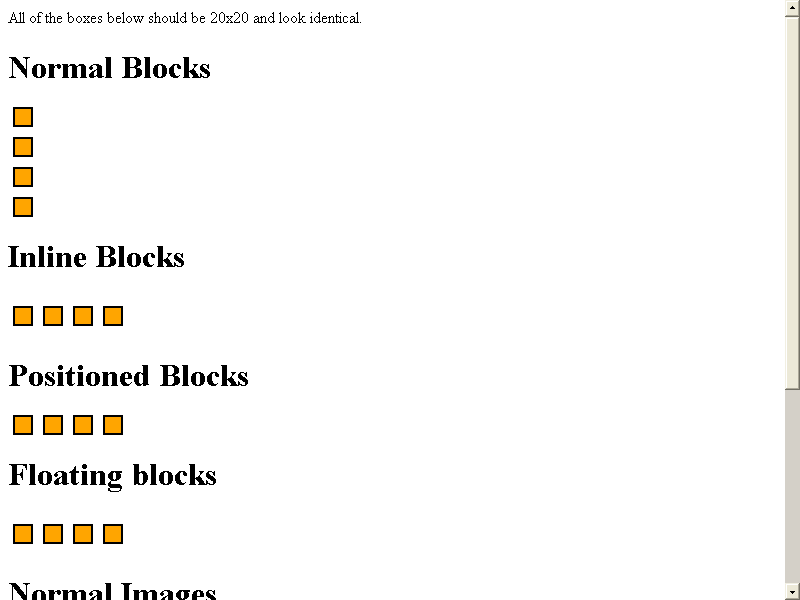 All of the boxes below should be 20x20 and look identical.
Normal Blocks
Inline Blocks
Positioned Blocks
Floating blocks
Normal Images